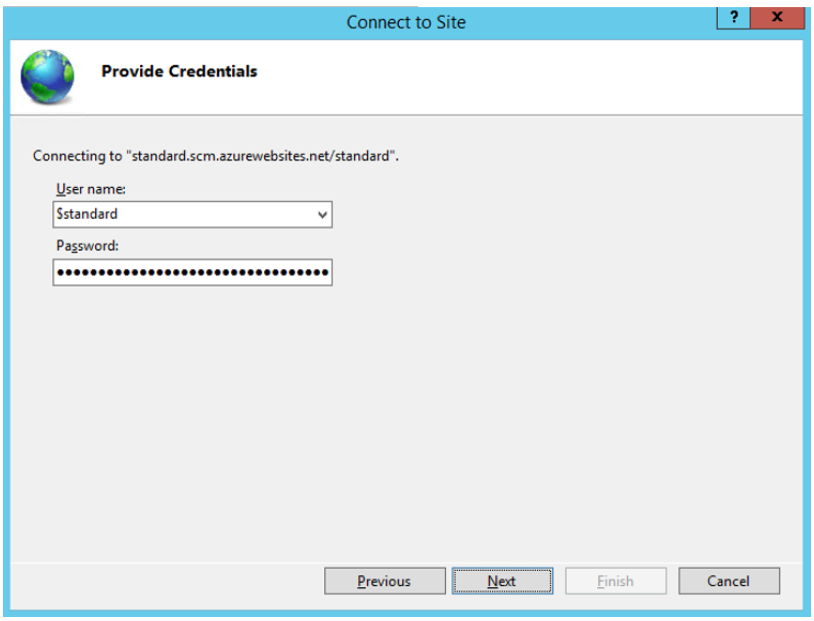 Connect to Site
?
x
Provide Credentials
Connecting to "standard.scm.azurewebsites.net/standard".
User name:
$standard
Password:
••••••••••••••••••••••••••••••••••
Previous Next Finish Cancel